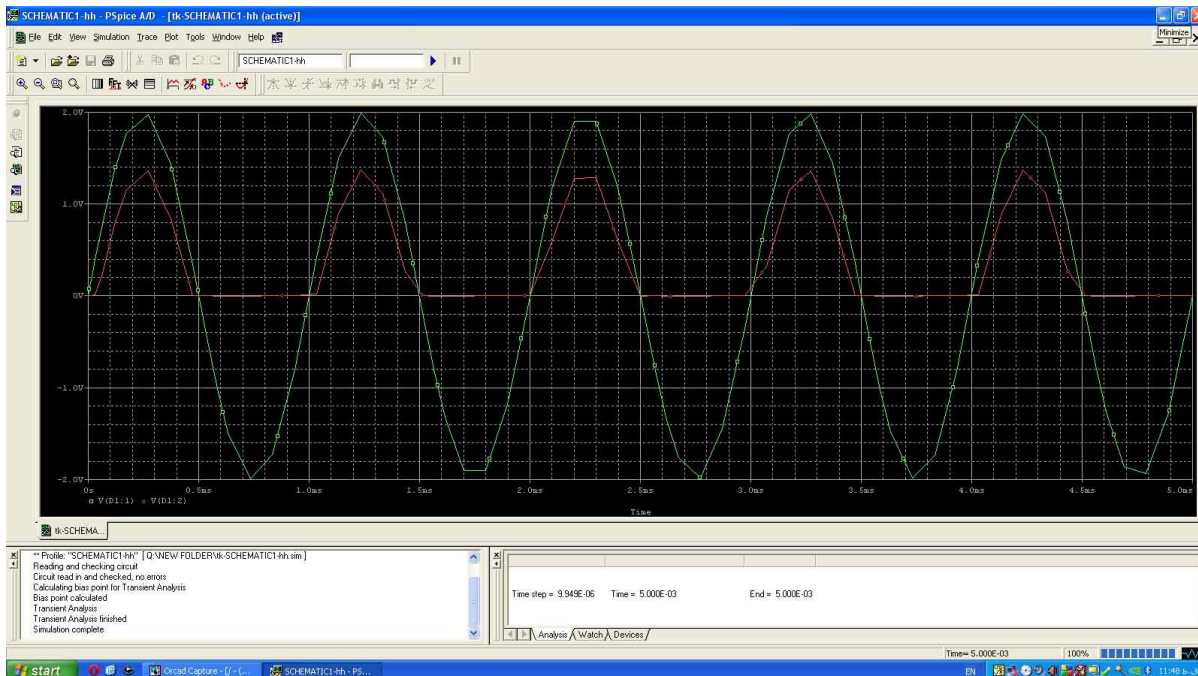 SCHEMATIC1-hh - PSpice A/D - [tk-SCHEMATIC1-hh (active)]
Minimize
File Edit View Simulation Trace Plot Tools Window Help
SCHEMATIC1-hh
2.0V
1.0V
0V
-1.0V
-2.0V
0s 0.5ms 1.0ms 1.5ms 2.0ms 2.5ms 3.0ms 3.5ms 4.0ms 4.5ms 5.0ms
V(D1:1) V(D1:2)
Time
tk-SCHEMA...
** Profile: "SCHEMATIC1-hh" [ Q:\NEW FOLDER\tk-SCHEMATIC1-hh.sim ]
Reading and checking circuit
Circuit read in and checked, no errors
Calculating bias point for Transient Analysis
Bias point calculated
Transient Analysis
Transient Analysis finished
Simulation complete
Time step = 9.949E-06 Time = 5.000E-03 End = 5.000E-03
Analysis Watch Devices
Time= 5.000E-03 100%
start Orcad Capture - [/ - (... SCHEMATIC1-hh - PS... EN 11:48